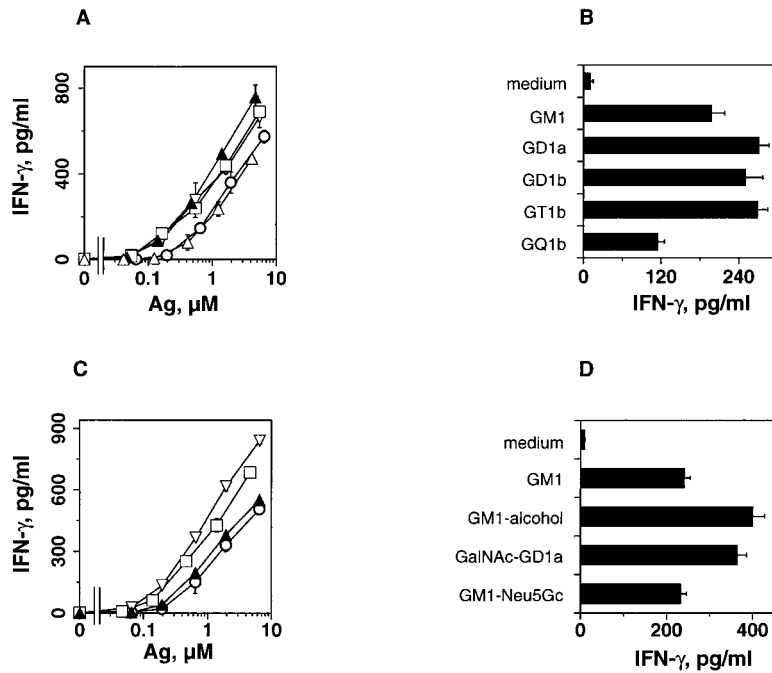 A
800
400
0
IFN-γ, pg/ml
0
0.1
1
10
Ag, µM
B
medium
GM1
GD1a
GD1b
GT1b
GQ1b
0
120
240
IFN-γ, pg/ml
C
900
600
300
0
IFN-γ, pg/ml
0
0.1
1
10
Ag, µM
D
medium
GM1
GM1-alcohol
GalNAc-GD1a
GM1-Neu5Gc
0
200
400
IFN-γ, pg/ml